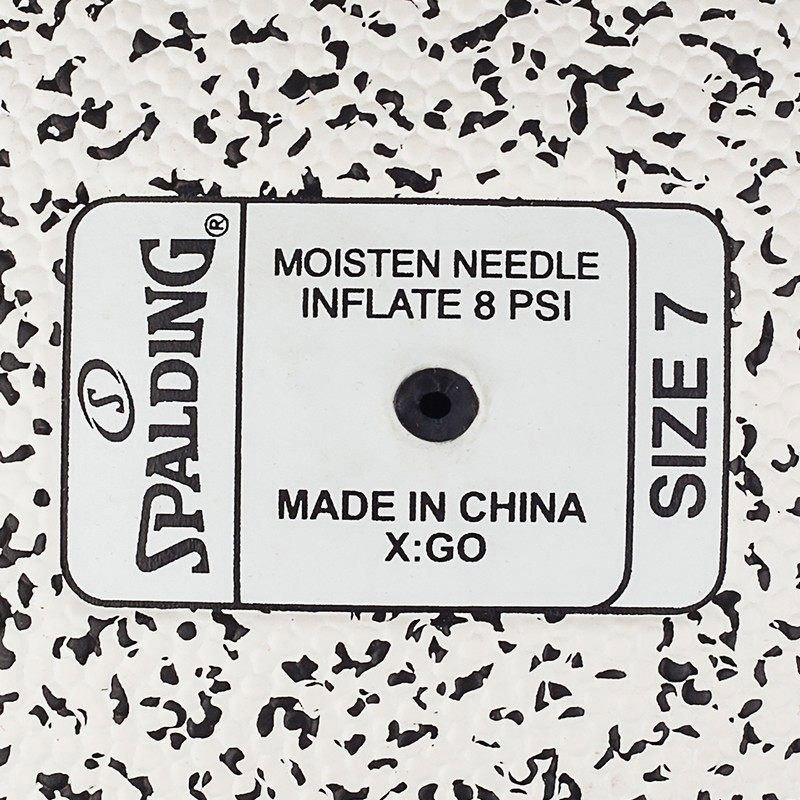 S
SPALDING®
MOISTEN NEEDLE
INFLATE 8 PSI
MADE IN CHINA
X:GO
SIZE 7